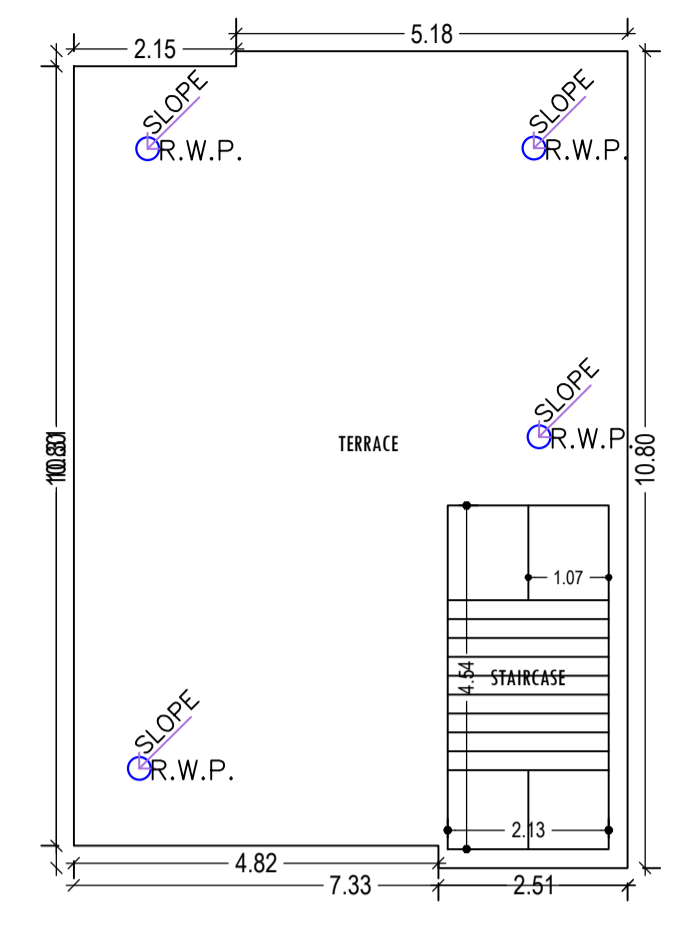 5.18
2.15
SLOPE
R.W.P.
SLOPE
R.W.P.
SLOPE
R.W.P.
TERRACE
10.80
1.07
4.54
STAIRCASE
SLOPE
R.W.P.
2.13
4.82
7.33
2.51